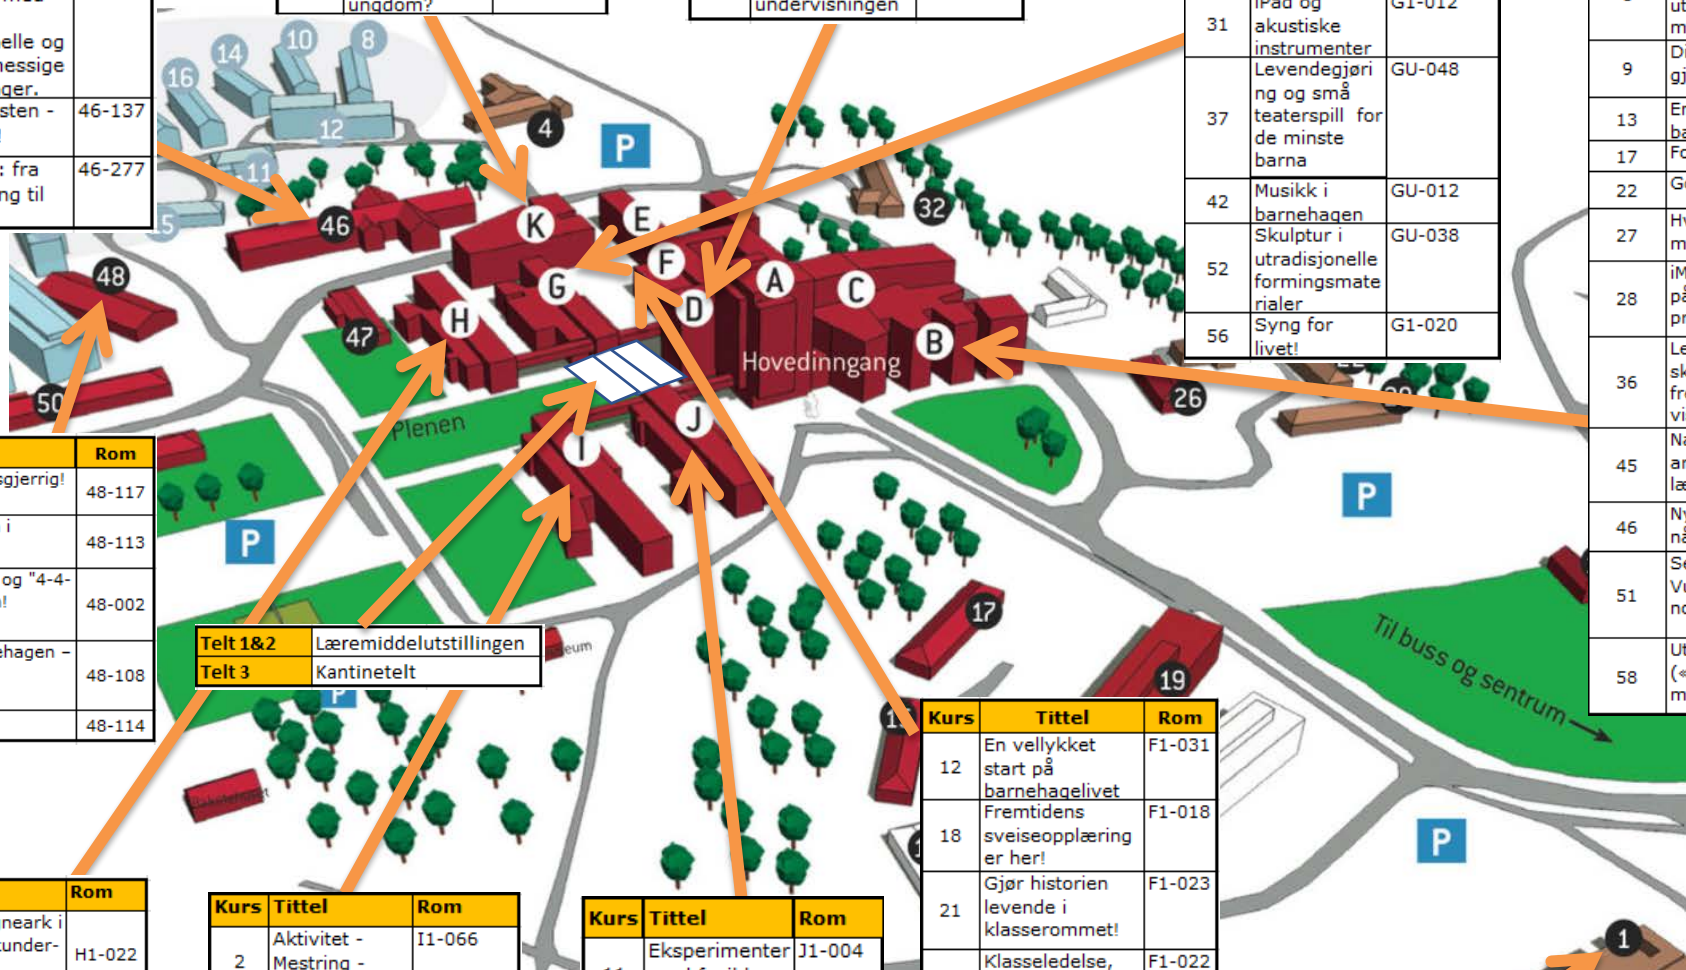 ungdom?
undervisningen
elle og
messige
ger.
sten - 46-137
: fra 46-277
ng til
31 iPad og G1-012
akustiske
instrumenter
37 Levendegjøri GU-048
ng og små
teaterspill for
de minste
barna
42 Musikk i GU-012
barnehagen
52 Skulptur i GU-038
utradisjonelle
formingsmate
rialer
56 Syng for G1-020
livet!
9
13
17
22
27
28
36
45
46
51
58
16
14
10
8
12
11
15
4
P
32
46
K
E
F
G
D
A
C
B
H
Hovedinngang
48
47
50
26
Plenen
I
J
P
P
17
19
P
P
1
Til buss og sentrum
Rom
sgjerrig! 48-117
i 48-113
og "4-4- 48-002
ehagen – 48-108
48-114
Telt 1&2 Læremiddelutstillingen
Telt 3 Kantinetelt
Kurs Tittel Rom
12 En vellykket F1-031
start på
barnehagelivet
18 Fremtidens F1-018
sveiseopplæring
er her!
21 Gjør historien F1-023
levende i
klasserommet!
Klasseledelse, F1-022
Rom
neark i H1-022
under-
Kurs Tittel Rom
2 Aktivitet - I1-066
Mestring -
Kurs Tittel Rom
Eksperimenter J1-004